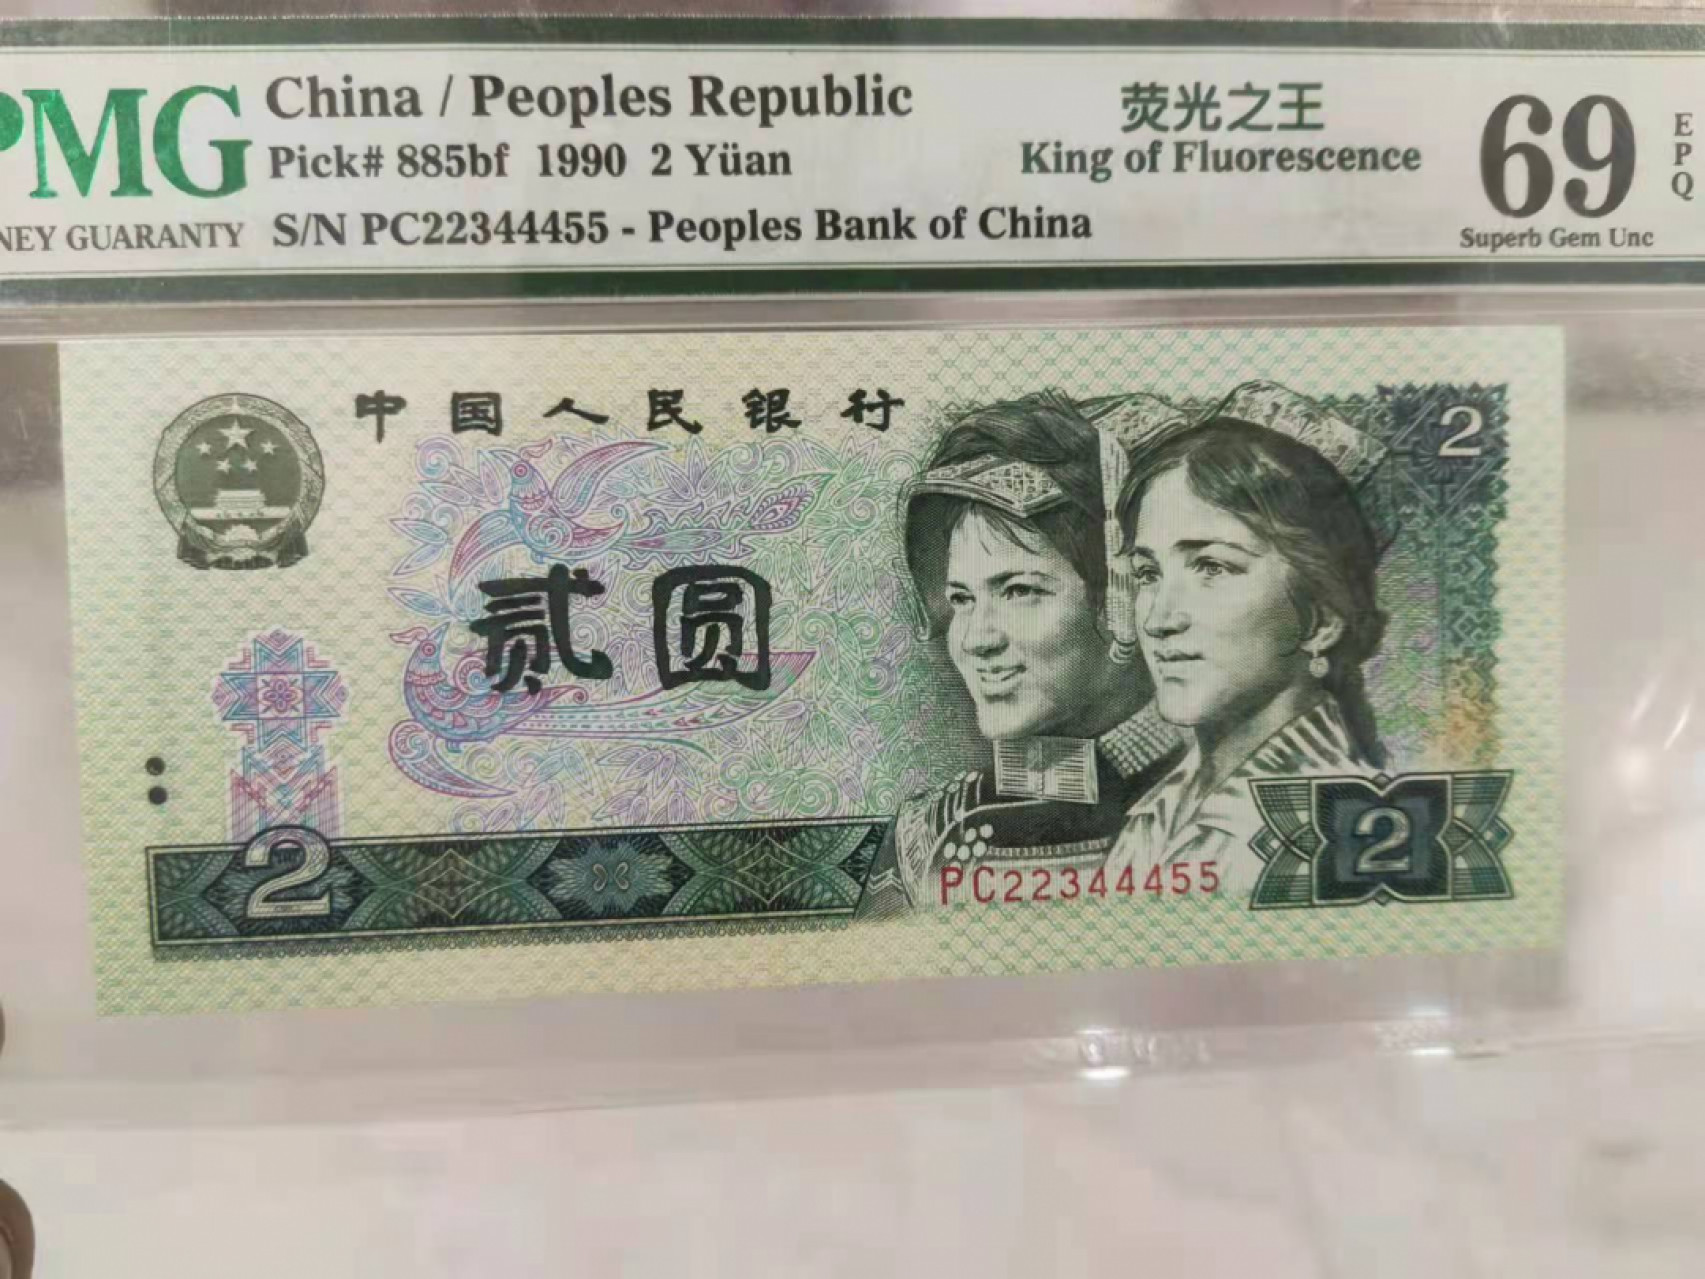 PMG
NEY GUARANTY
China / Peoples Republic
Pick# 885bf 1990 2 Yüan
S/N PC22344455 - Peoples Bank of China
荧光之王
King of Fluorescence
69
EPQ
Superb Gem Unc
中国人民银行
2
贰圆
2
PC22344455
2